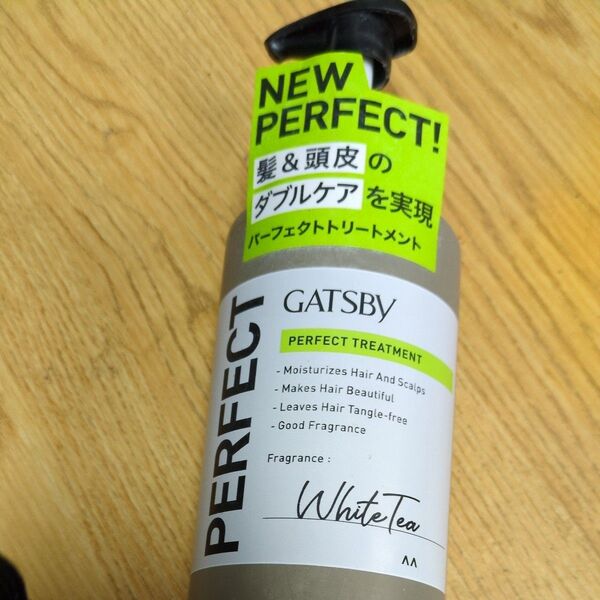 NEW
PERFECT!
髪&頭皮の
ダブルケアを実現
パーフェクトトリートメント
PERFECT
GATSBY
PERFECT TREATMENT
- Moisturizes Hair And Scalps
- Makes Hair Beautiful
- Leaves Hair Tangle-free
- Good Fragrance
Fragrance :
WhiteTea